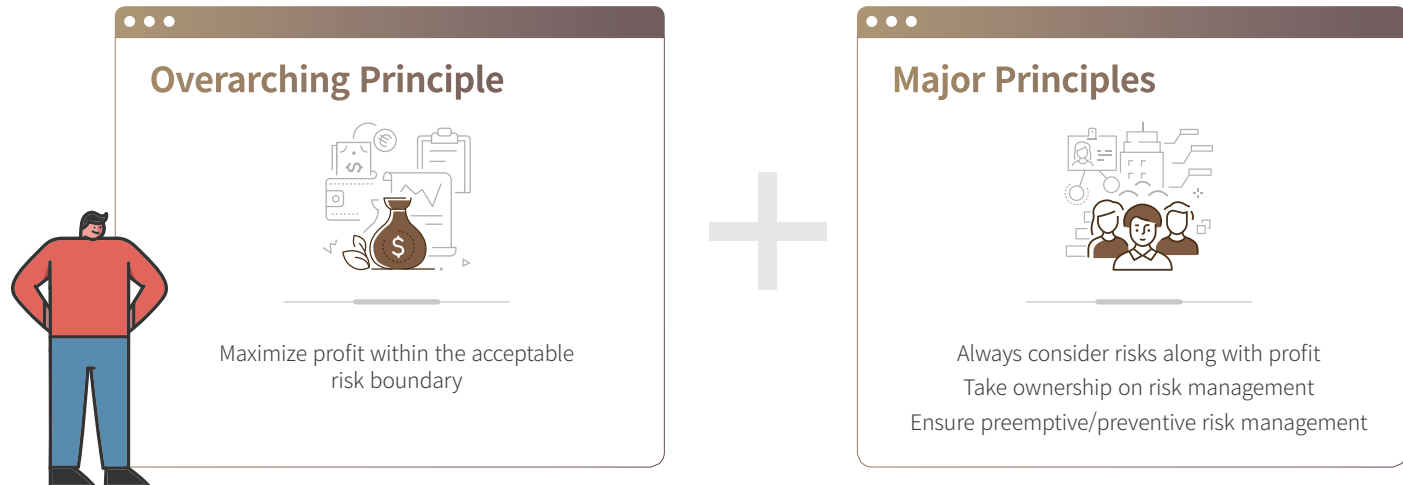 Overarching Principle
€
$
$
Maximize profit within the acceptable
risk boundary
Major Principles
Always consider risks along with profit
Take ownership on risk management
Ensure preemptive/preventive risk management